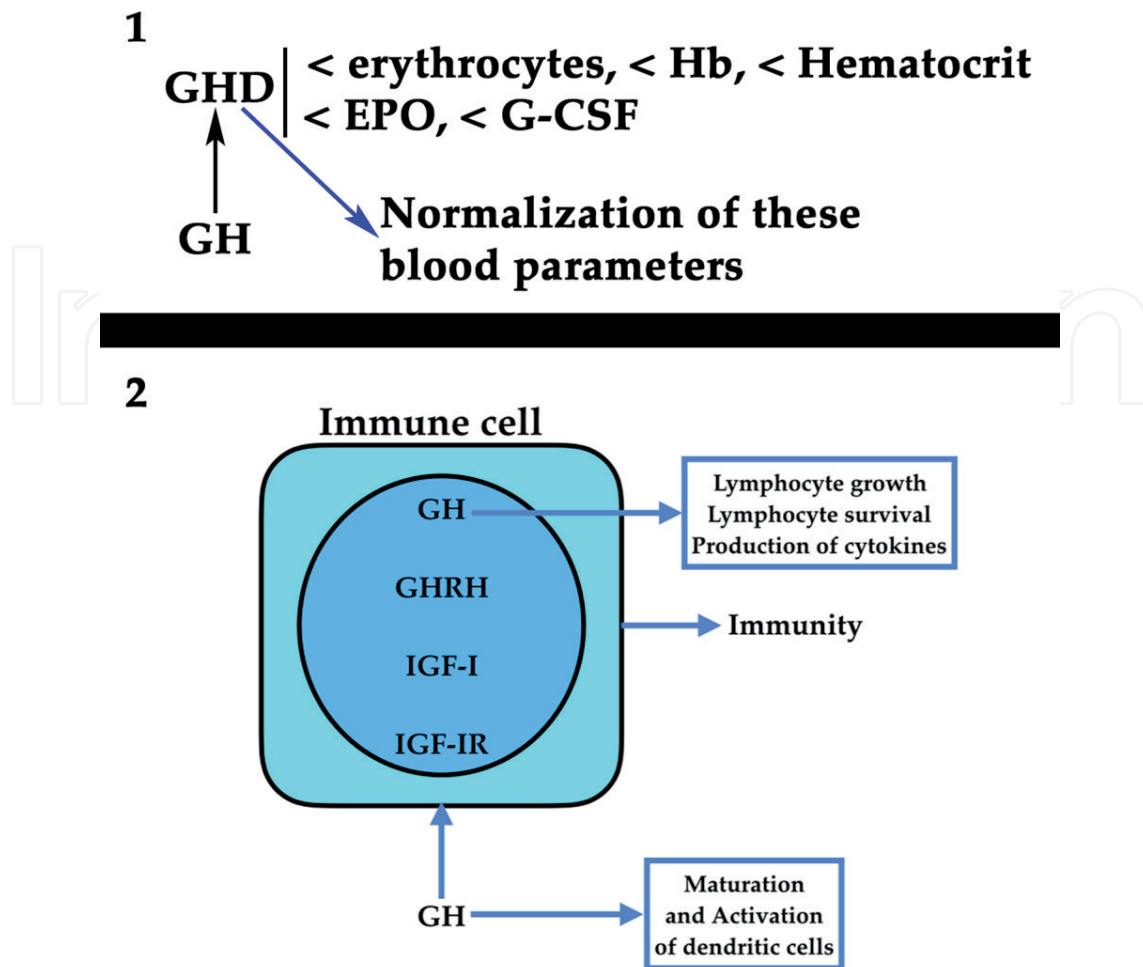 1
GHD
< erythrocytes, < Hb, < Hematocrit
< EPO, < G-CSF
GH
Normalization of these
blood parameters
2
Immune cell
GH
GHRH
IGF-I
IGF-IR
Lymphocyte growth
Lymphocyte survival
Production of cytokines
Immunity
GH
Maturation
and Activation
of dendritic cells